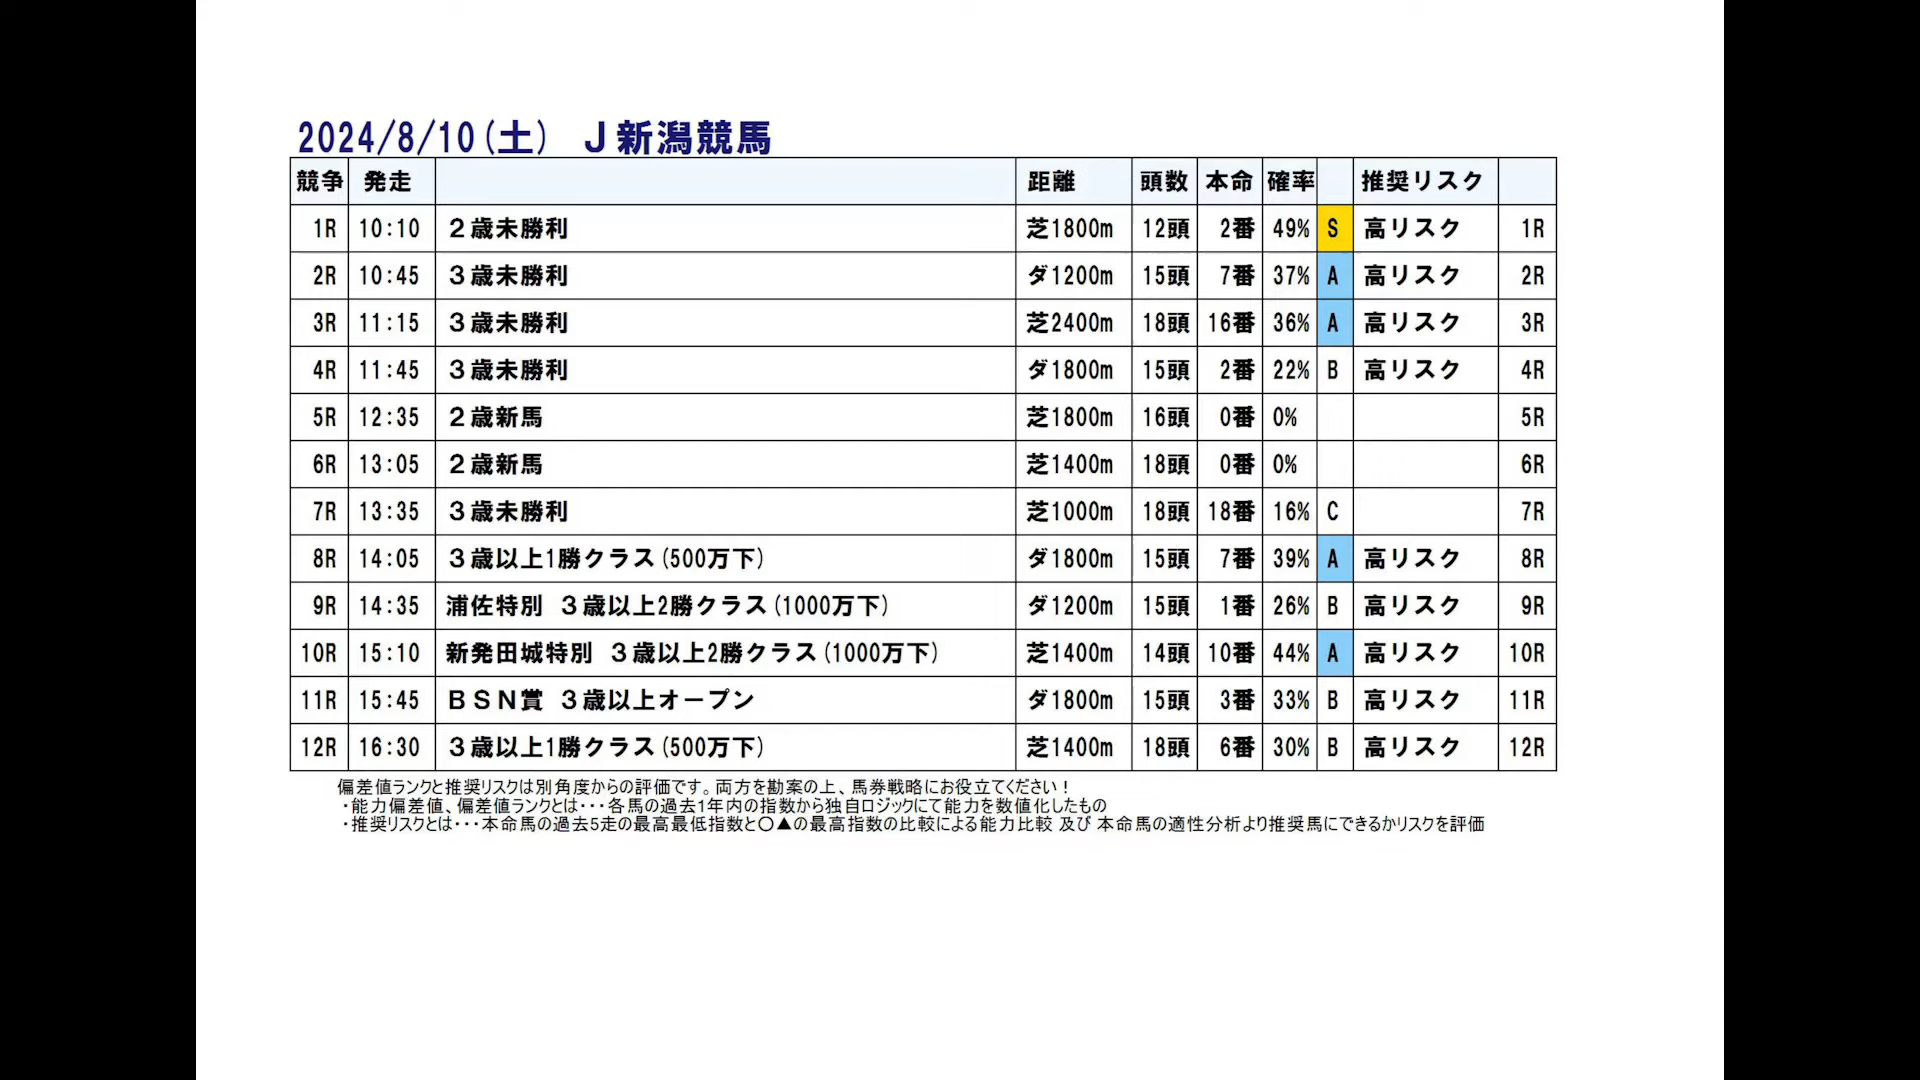 2024/8/10(土)　J新潟競馬
競争 発走 距離 頭数 本命 確率 推奨リスク
1R 10:10 ２歳未勝利 芝1800m 12頭 2番 49% S 高リスク 1R
2R 10:45 ３歳未勝利 ダ1200m 15頭 7番 37% A 高リスク 2R
3R 11:15 ３歳未勝利 芝2400m 18頭 16番 36% A 高リスク 3R
4R 11:45 ３歳未勝利 ダ1800m 15頭 2番 22% B 高リスク 4R
5R 12:35 ２歳新馬 芝1800m 16頭 0番 0% 5R
6R 13:05 ２歳新馬 芝1400m 18頭 0番 0% 6R
7R 13:35 ３歳未勝利 芝1000m 18頭 18番 16% C 7R
8R 14:05 ３歳以上1勝クラス(500万下) ダ1800m 15頭 7番 39% A 高リスク 8R
9R 14:35 浦佐特別 ３歳以上2勝クラス(1000万下) ダ1200m 15頭 1番 26% B 高リスク 9R
10R 15:10 新発田城特別 ３歳以上2勝クラス(1000万下) 芝1400m 14頭 10番 44% A 高リスク 10R
11R 15:45 ＢＳＮ賞 ３歳以上オープン ダ1800m 15頭 3番 33% B 高リスク 11R
12R 16:30 ３歳以上1勝クラス(500万下) 芝1400m 18頭 6番 30% B 高リスク 12R
偏差値ランクと推奨リスクは別角度からの評価です。両方を勘案の上、馬券戦略にお役立てください！
・能力偏差値、偏差値ランクとは・・・各馬の過去1年内の指数から独自ロジックにて能力を数値化したもの
・推奨リスクとは・・・本命馬の過去5走の最高最低指数と〇▲の最高指数の比較による能力比較 及び 本命馬の適性分析より推奨馬にできるかリスクを評価